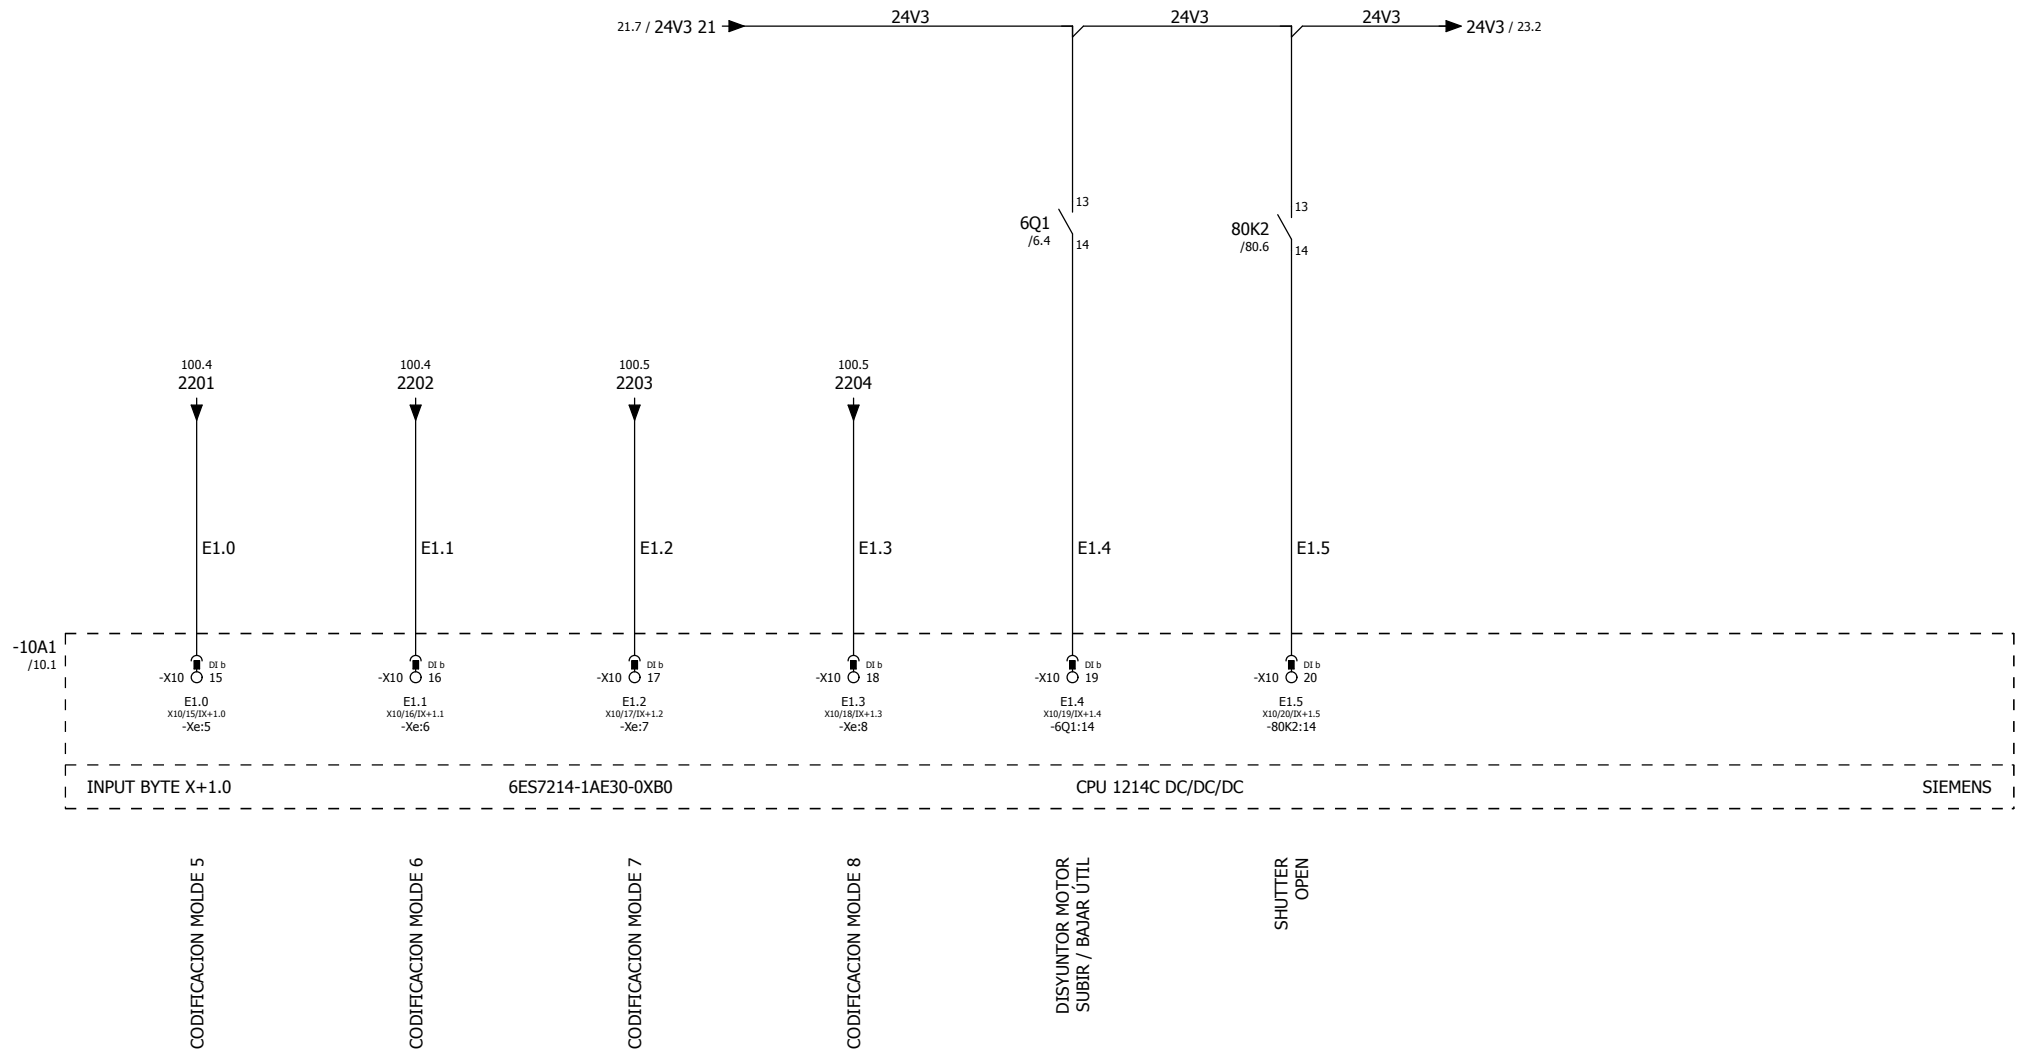 21.7 / 24V3 21
24V3
24V3
24V3
24V3 / 23.2
6Q1
/6.4
13
14
80K2
/80.6
13
14
100.4
2201
100.4
2202
100.5
2203
100.5
2204
E1.0
E1.1
E1.2
E1.3
E1.4
E1.5
-10A1
/10.1
DI b
-X10 15
E1.0
X10/15/IX+1.0
-Xe:5
DI b
-X10 16
E1.1
X10/16/IX+1.1
-Xe:6
DI b
-X10 17
E1.2
X10/17/IX+1.2
-Xe:7
DI b
-X10 18
E1.3
X10/18/IX+1.3
-Xe:8
DI b
-X10 19
E1.4
X10/19/IX+1.4
-6Q1:14
DI b
-X10 20
E1.5
X10/20/IX+1.5
-80K2:14
INPUT BYTE X+1.0
6ES7214-1AE30-0XB0
CPU 1214C DC/DC/DC
SIEMENS
CODIFICACION MOLDE 5
CODIFICACION MOLDE 6
CODIFICACION MOLDE 7
CODIFICACION MOLDE 8
DISYUNTOR MOTOR
SUBIR / BAJAR ÚTIL
SHUTTER
OPEN